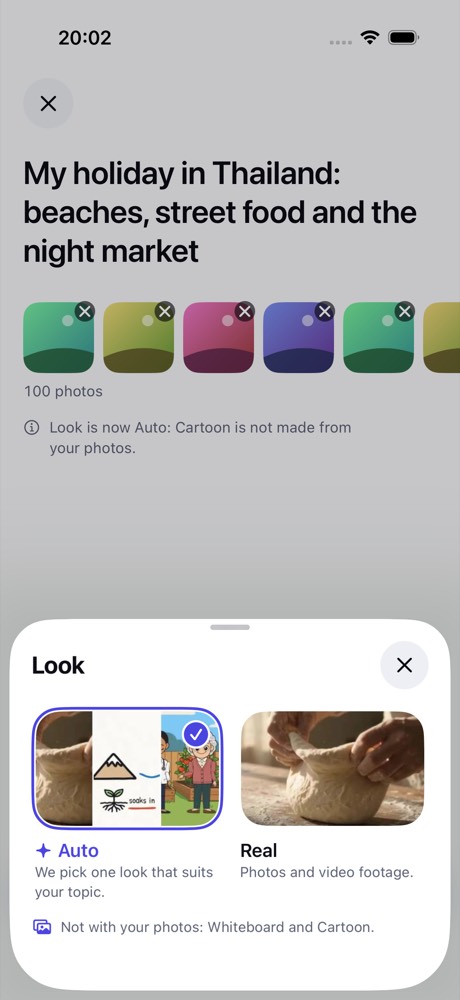 20:02
My holiday in Thailand:
beaches, street food and the
night market
100 photos
Look is now Auto: Cartoon is not made from
your photos.
Look
soaks in
Auto
We pick one look that suits
your topic.
Real
Photos and video footage.
Not with your photos: Whiteboard and Cartoon.